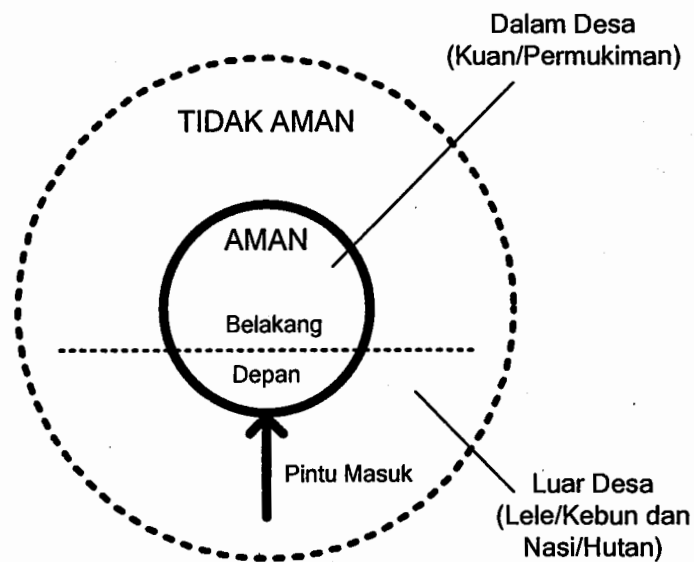 Dalam Desa
(Kuan/Permukiman)
TIDAK AMAN
AMAN
Belakang
Depan
Pintu Masuk
Luar Desa
(Lele/Kebun dan
Nasi/Hutan)